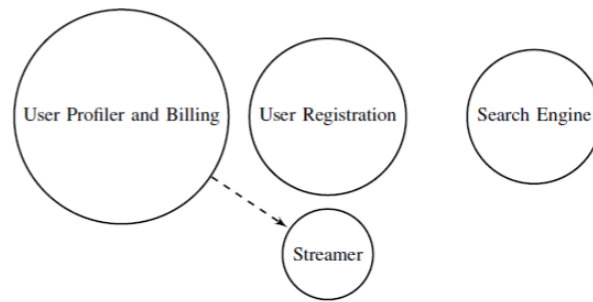 User Profiler and Billing
User Registration
Search Engine
Streamer